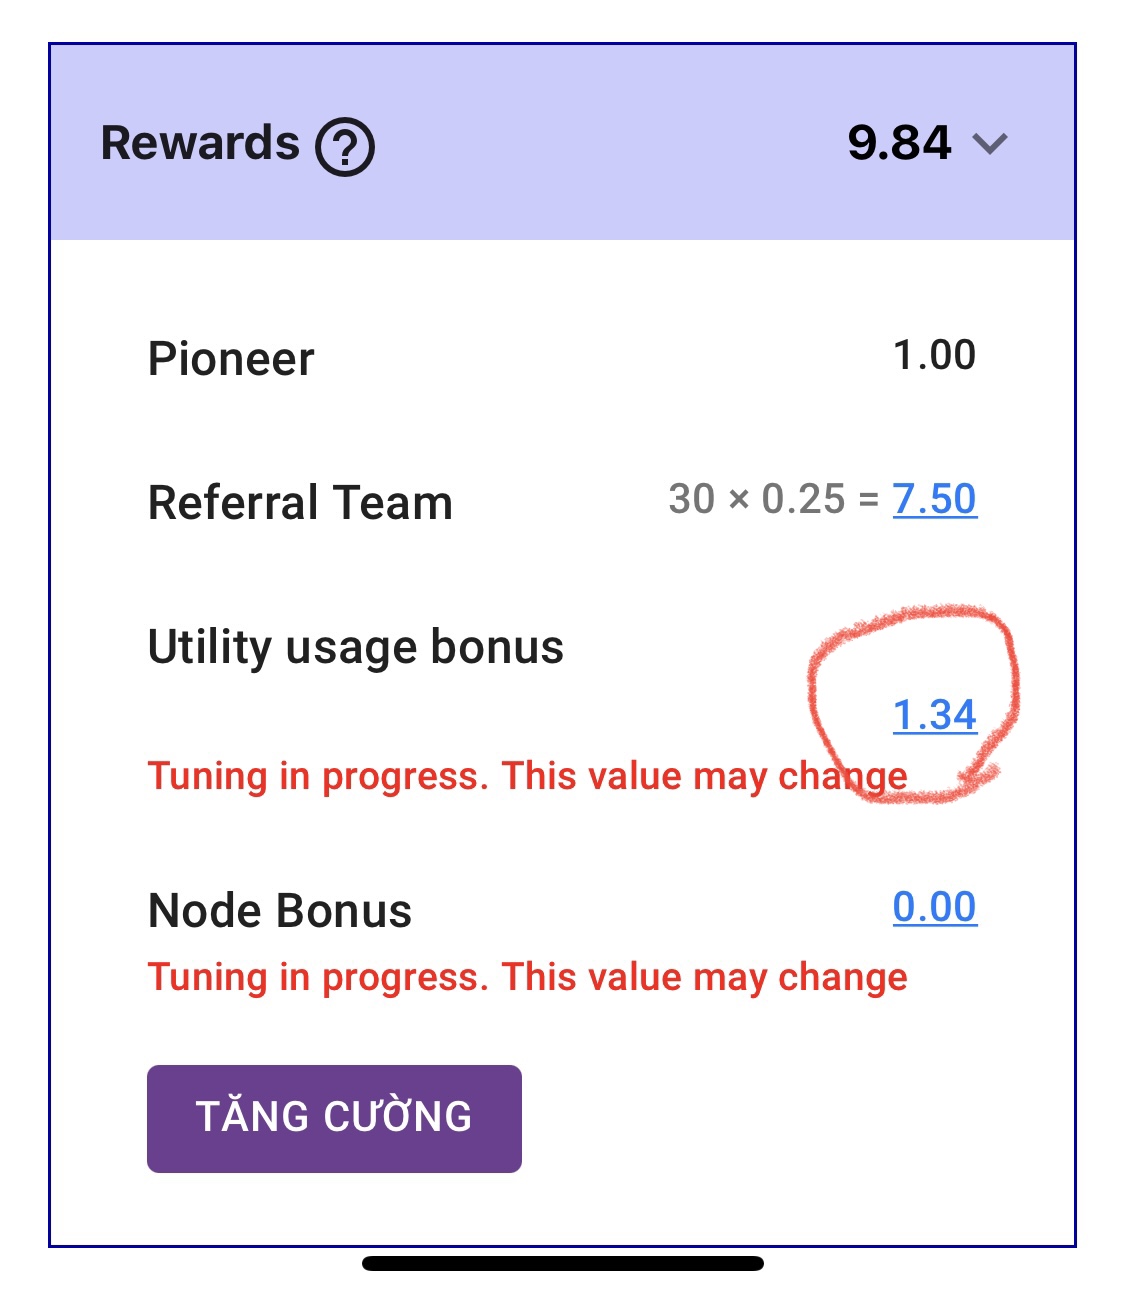 Rewards ? 9.84
Pioneer 1.00
Referral Team 30 × 0.25 = 7.50
Utility usage bonus
1.34
Tuning in progress. This value may change
Node Bonus 0.00
Tuning in progress. This value may change
TĂNG CƯỜNG